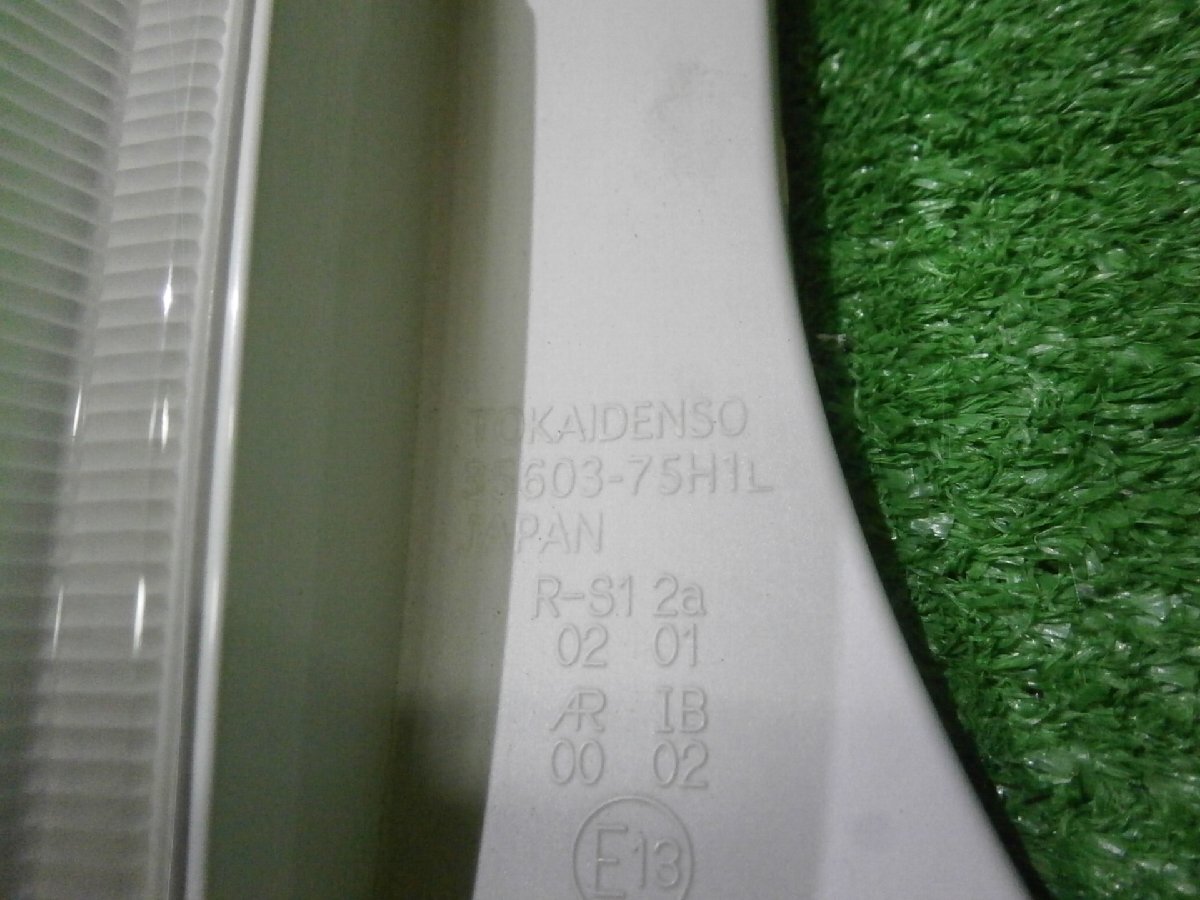 TOKAIDENSO
35603-75H1L
JAPAN
R-S1 2a
02 01
AR IB
00 02
E13